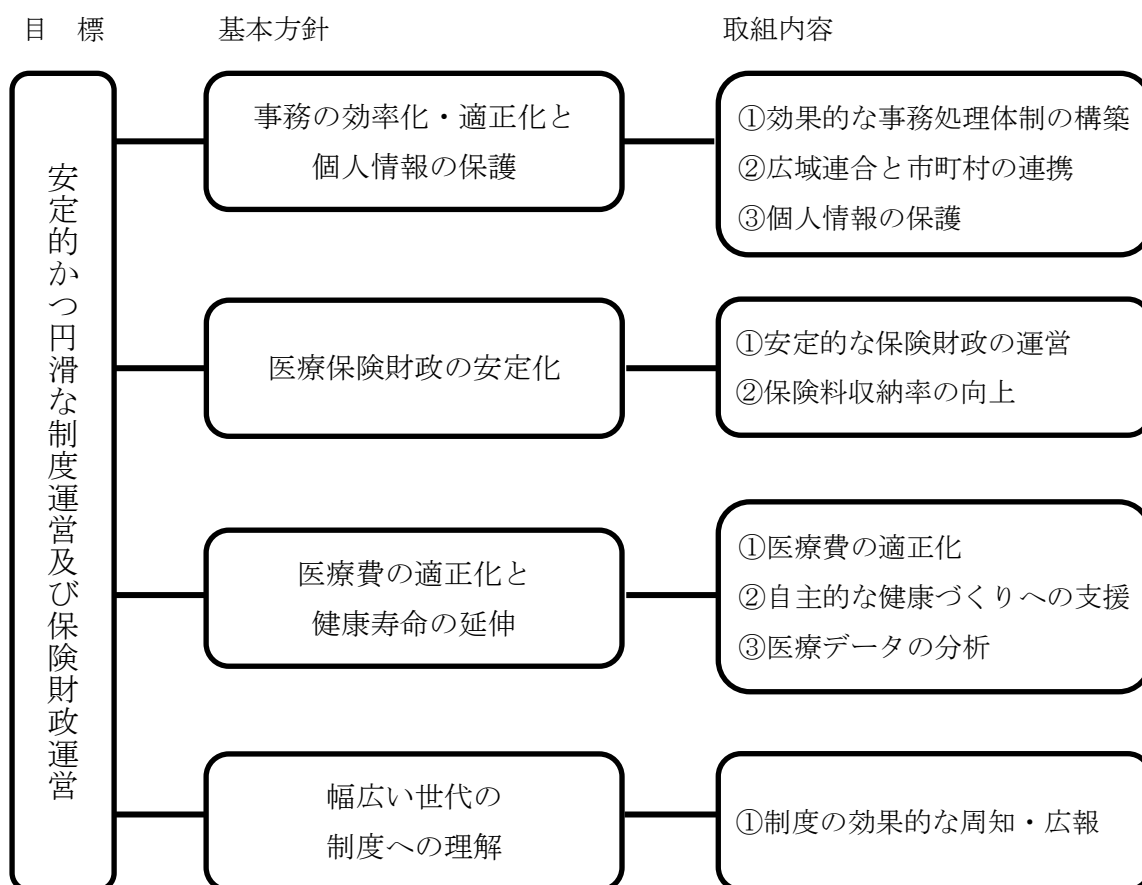 目　標
基本方針
取組内容
安定的かつ円滑な制度運営及び保険財政運営
事務の効率化・適正化と
個人情報の保護
①効果的な事務処理体制の構築
②広域連合と市町村の連携
③個人情報の保護
医療保険財政の安定化
①安定的な保険財政の運営
②保険料収納率の向上
医療費の適正化と
健康寿命の延伸
①医療費の適正化
②自主的な健康づくりへの支援
③医療データの分析
幅広い世代の
制度への理解
①制度の効果的な周知・広報